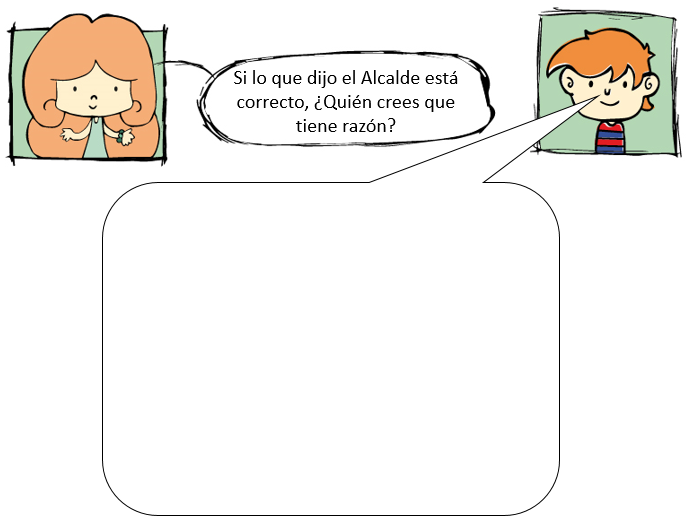 Si lo que dijo el Alcalde está
correcto, ¿Quién crees que
tiene razón?